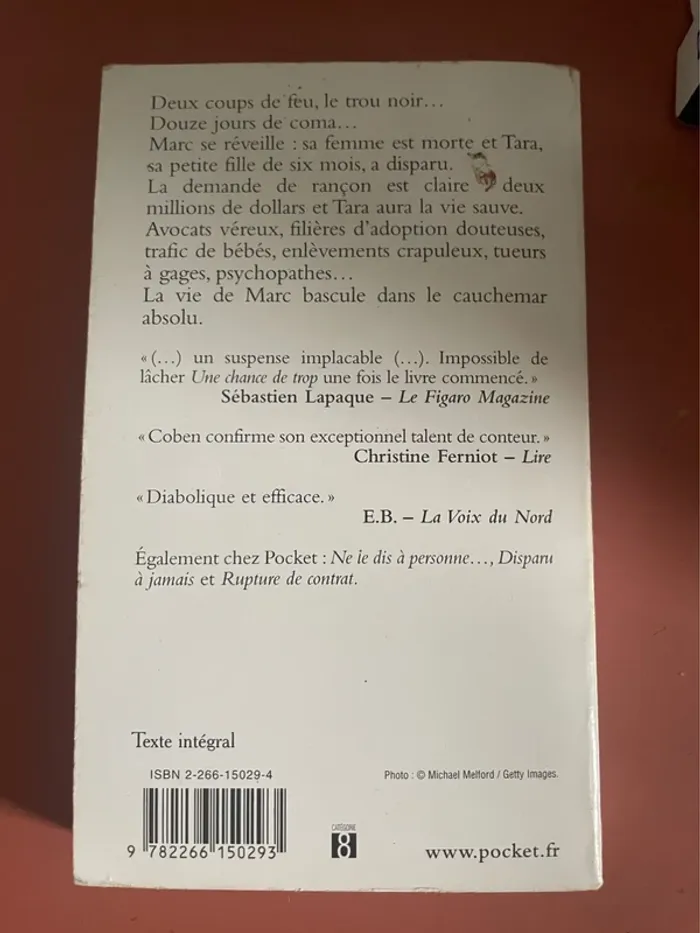 Deux coups de feu, le trou noir...
Douze jours de coma...
Marc se réveille : sa femme est morte et Tara,
sa petite fille de six mois, a disparu.
La demande de rançon est claire deux
millions de dollars et Tara aura la vie sauve.
Avocats véreux, filières d'adoption douteuses,
trafic de bébés, enlèvements crapuleux, tueurs
à gages, psychopathes...
La vie de Marc bascule dans le cauchemar
absolu.
« (...) un suspense implacable (...). Impossible de
lâcher Une chance de trop une fois le livre commencé. »
Sébastien Lapaque – Le Figaro Magazine
« Coben confirme son exceptionnel talent de conteur. »
Christine Ferniot – Lire
« Diabolique et efficace. »
E.B. – La Voix du Nord
Également chez Pocket : Ne le dis à personne..., Disparu
à jamais et Rupture de contrat.
Texte intégral
ISBN 2-266-15029-4
Photo : © Michael Melford / Getty Images.
9 782266 150293
CATÉGORIE
8
www.pocket.fr